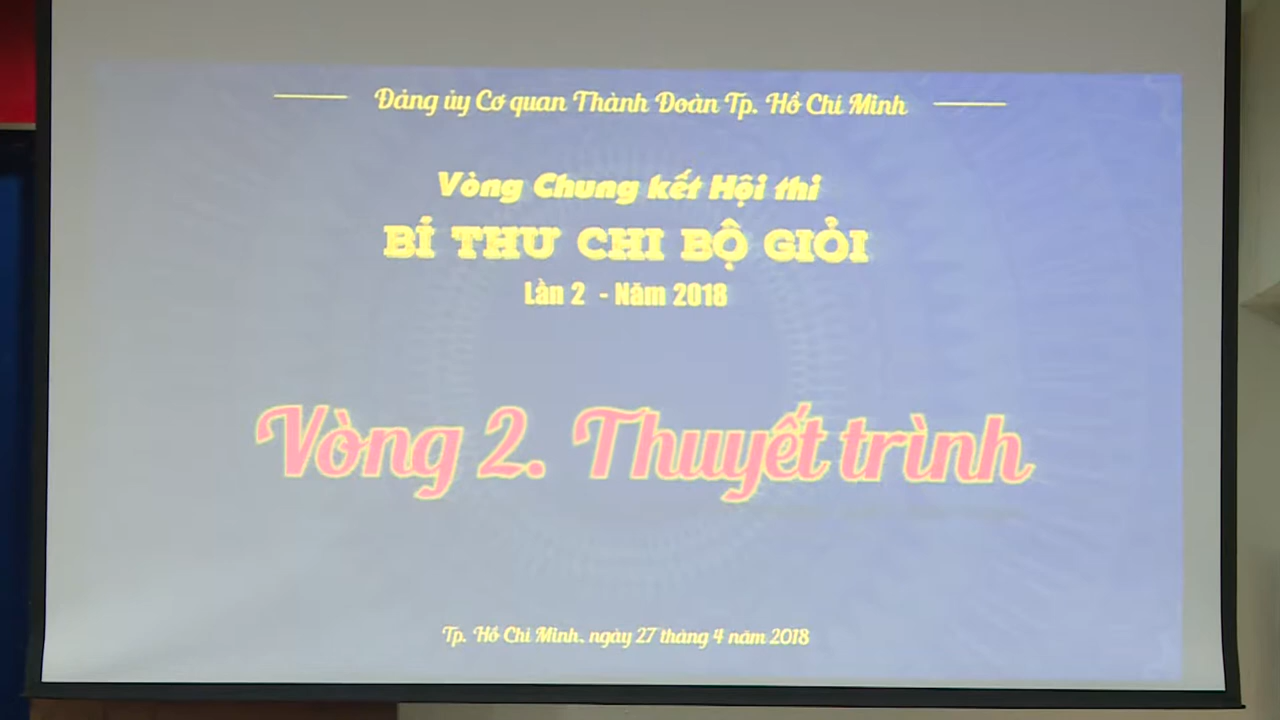 Đảng ủy Cơ quan Thành Đoàn Tp. Hồ Chí Minh
Vòng Chung kết Hội thi
BÍ THƯ CHI BỘ GIỎI
Lần 2 - Năm 2018
Vòng 2. Thuyết trình
Tp. Hồ Chí Minh, ngày 27 tháng 4 năm 2018